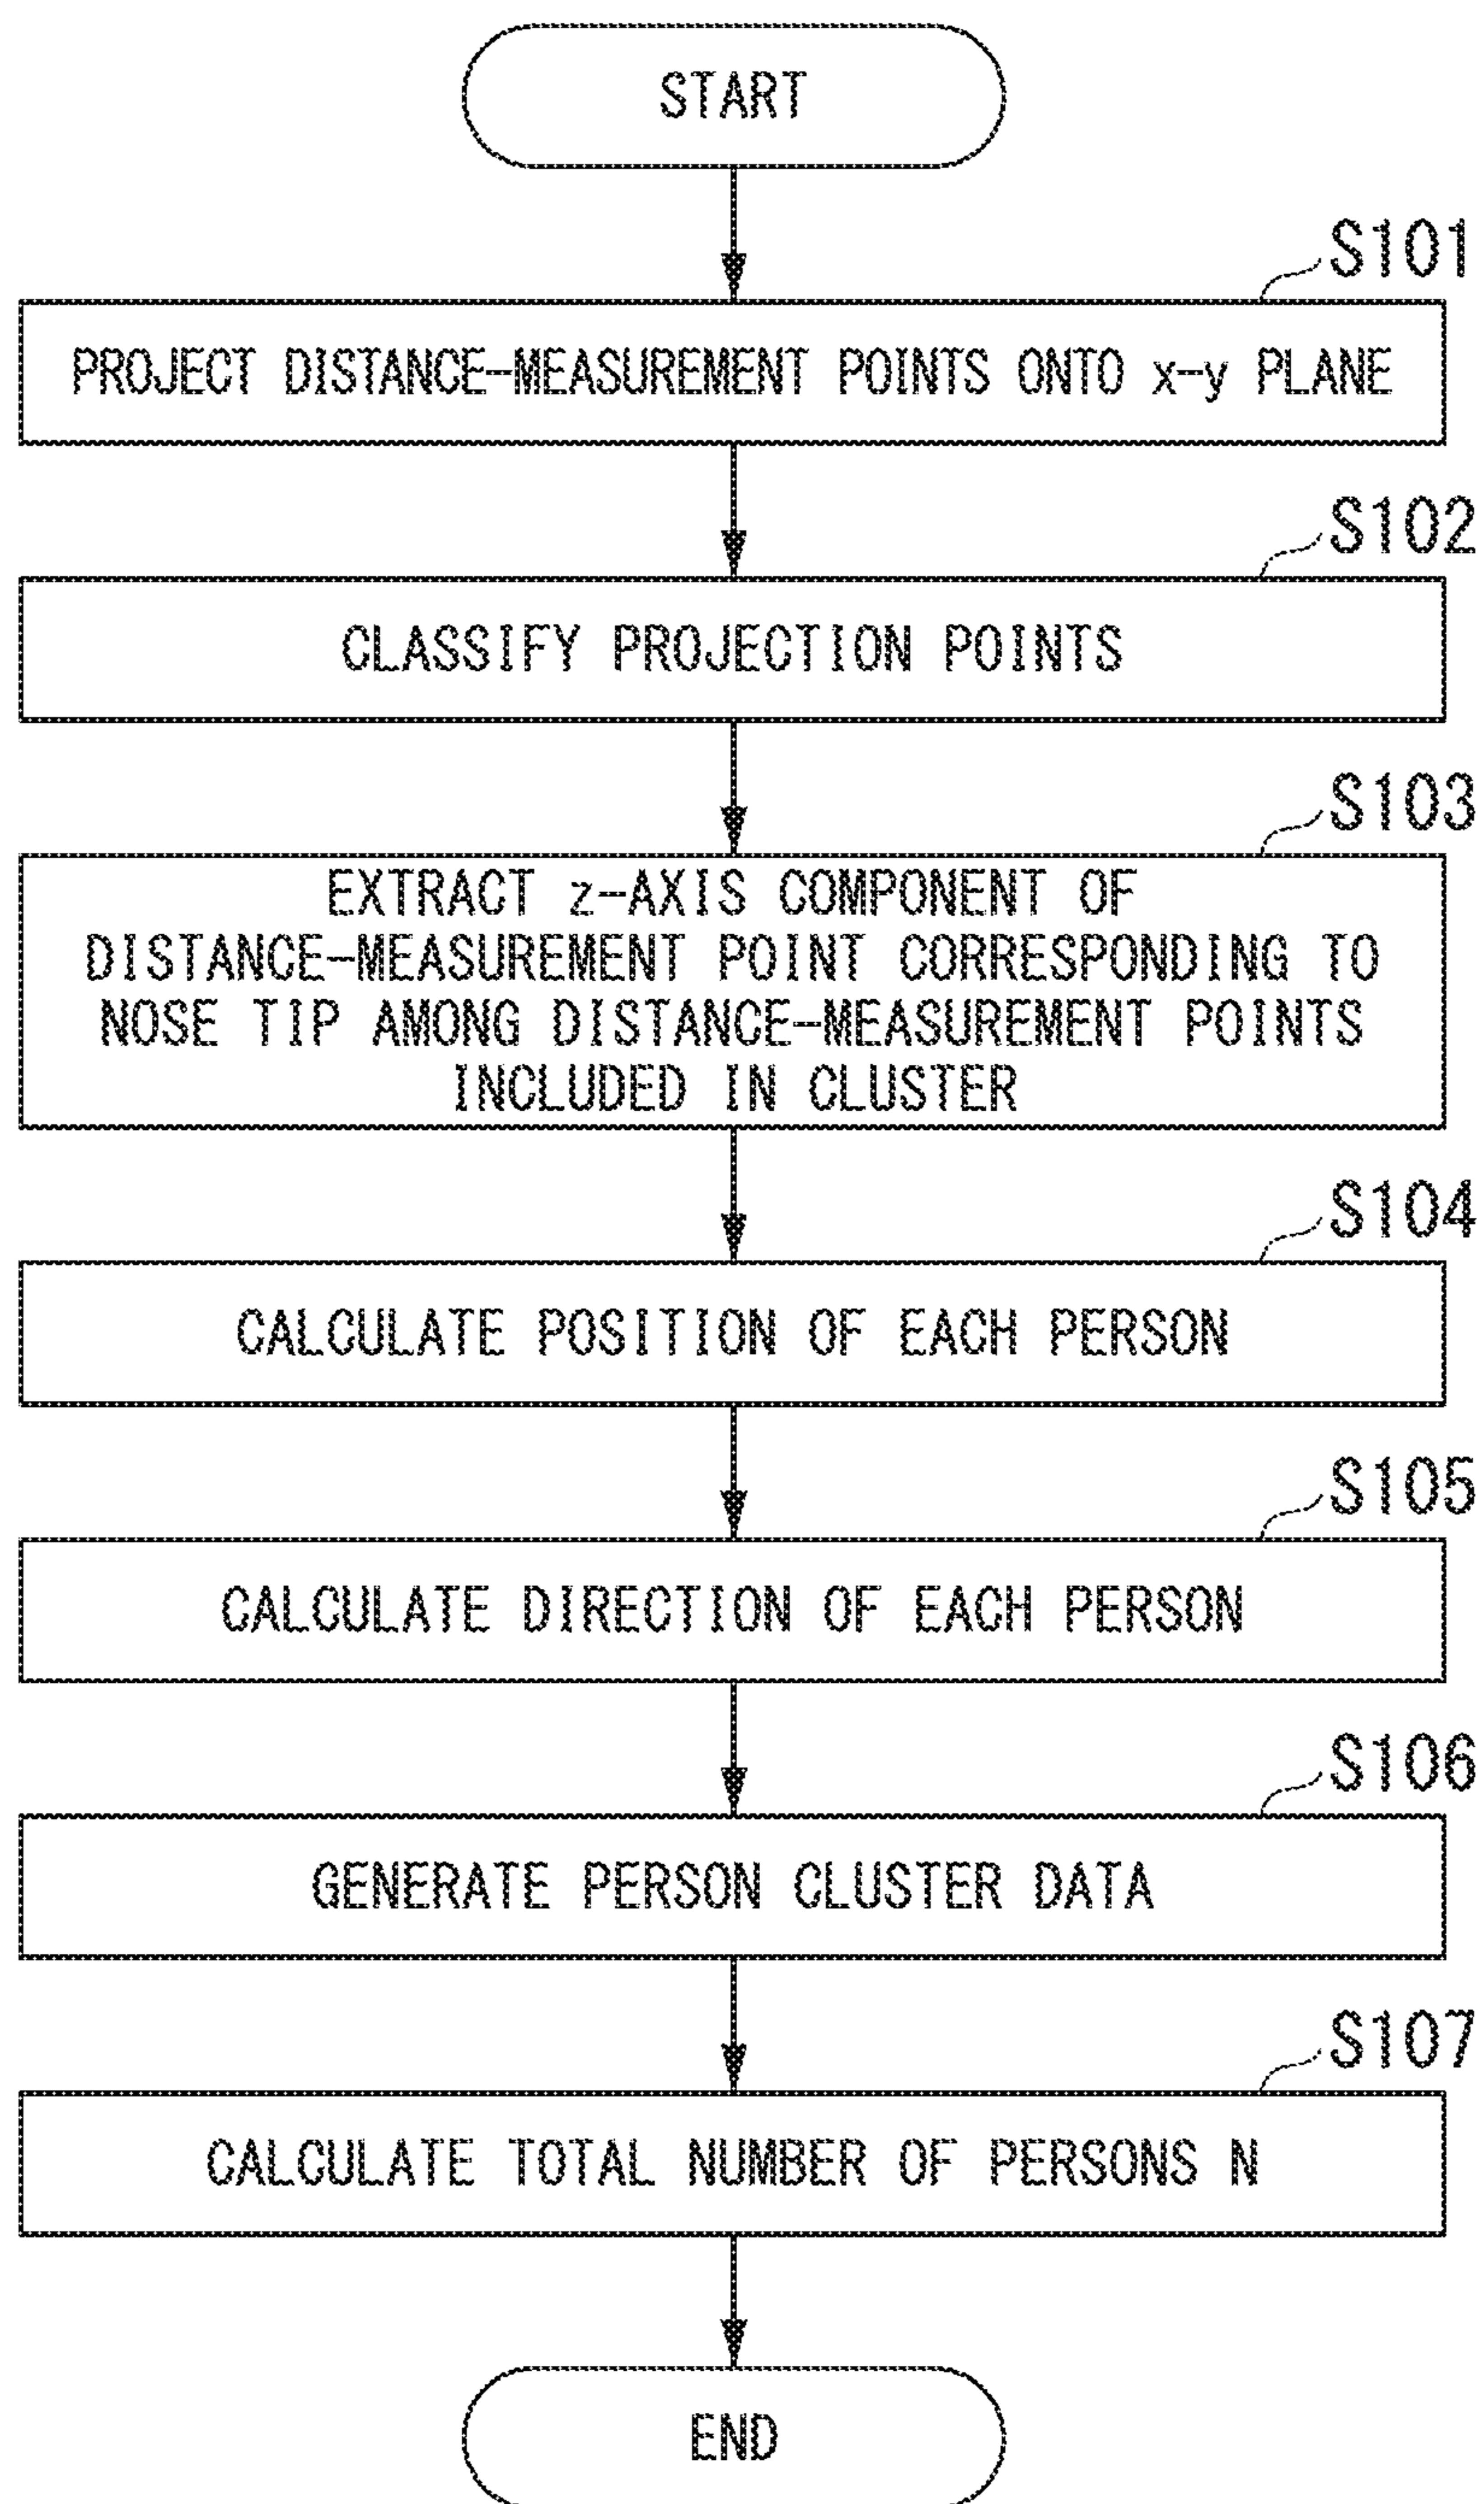 START
S101
PROJECT DISTANCE-MEASUREMENT POINTS ONTO x-y PLANE
S102
CLASSIFY PROJECTION POINTS
S103
EXTRACT z-AXIS COMPONENT OF
DISTANCE-MEASUREMENT POINT CORRESPONDING TO
NOSE TIP AMONG DISTANCE-MEASUREMENT POINTS
INCLUDED IN CLUSTER
S104
CALCULATE POSITION OF EACH PERSON
S105
CALCULATE DIRECTION OF EACH PERSON
S106
GENERATE PERSON CLUSTER DATA
S107
CALCULATE TOTAL NUMBER OF PERSONS N
END